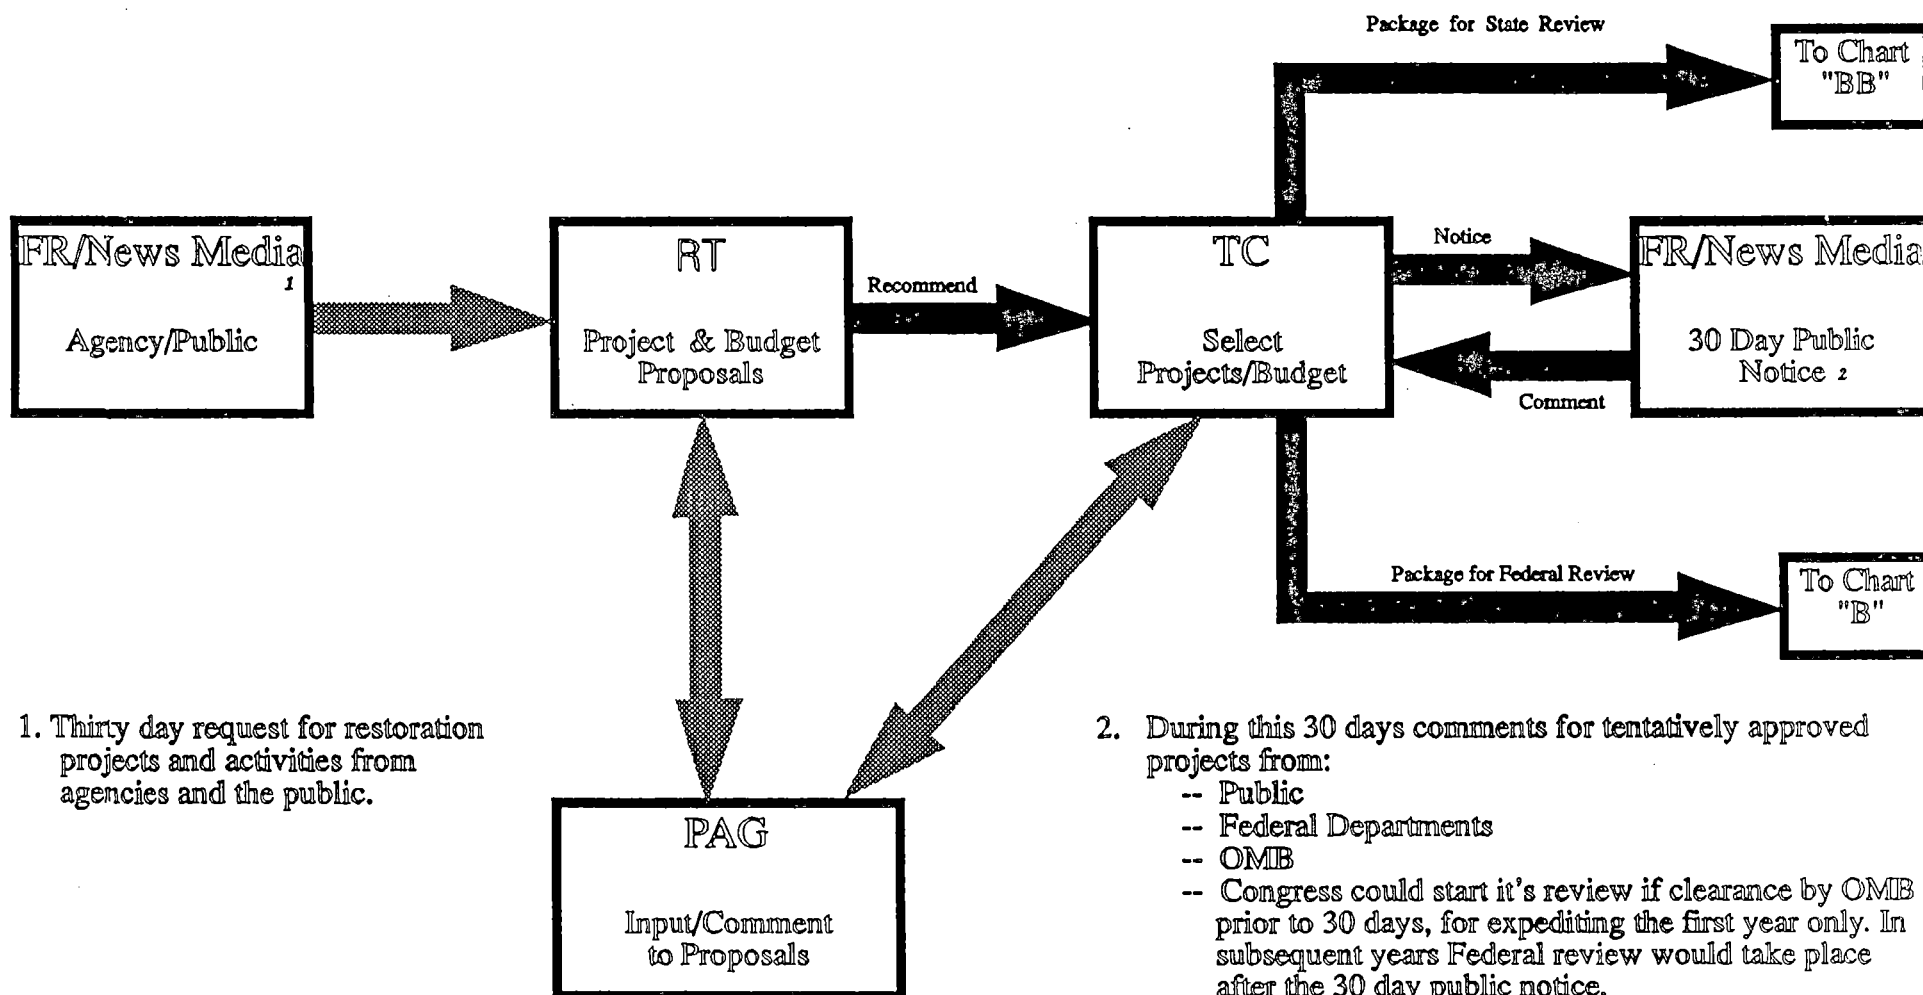 Package for State Review
To Chart
"BB"
FR/News Media
1
Agency/Public
RT
Project & Budget
Proposals
Recommend
TC
Select
Projects/Budget
Notice
Comment
FR/News Media
30 Day Public
Notice 2
Package for Federal Review
To Chart
"B"
PAG
Input/Comment
to Proposals
1. Thirty day request for restoration
projects and activities from
agencies and the public.
2. During this 30 days comments for tentatively approved
projects from:
-- Public
-- Federal Departments
-- OMB
-- Congress could start it's review if clearance by OMB
prior to 30 days, for expediting the first year only. In
subsequent years Federal review would take place
after the 30 day public notice.